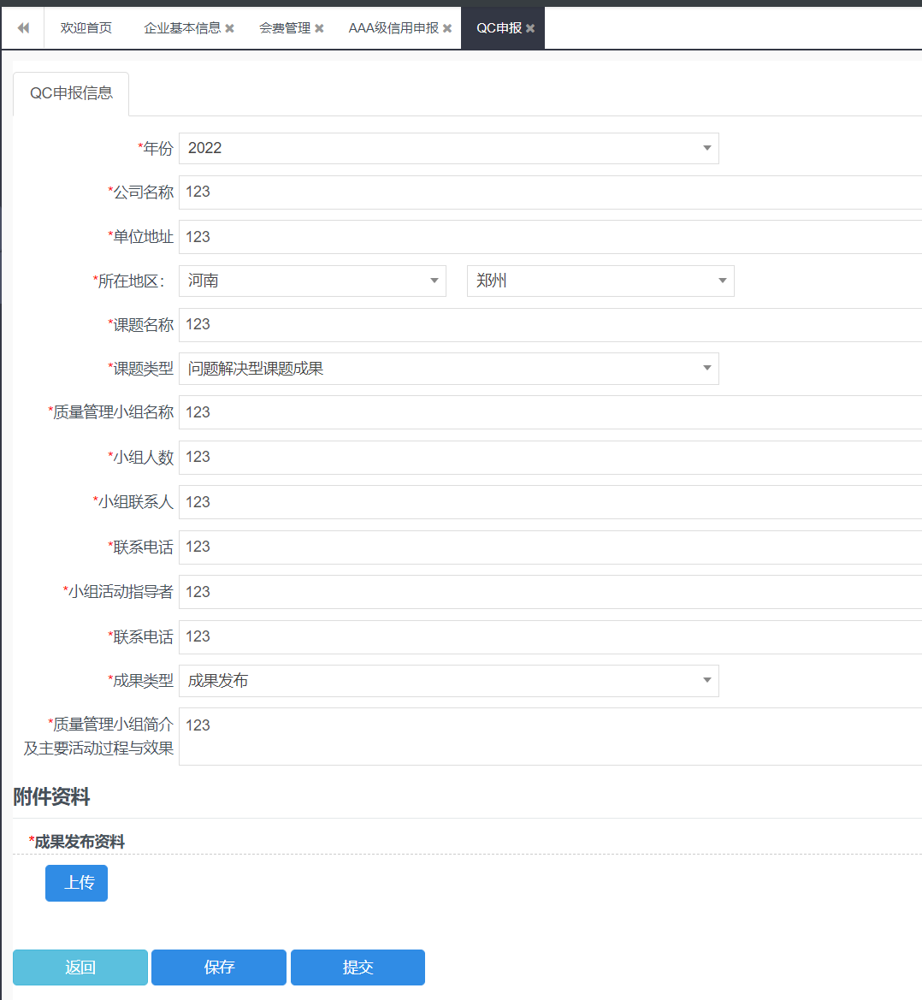 欢迎首页 企业基本信息 会费管理 AAA级信用申报 QC申报
QC申报信息
*年份 2022
*公司名称 123
*单位地址 123
*所在地区： 河南 郑州
*课题名称 123
*课题类型 问题解决型课题成果
*质量管理小组名称 123
*小组人数 123
*小组联系人 123
*联系电话 123
*小组活动指导者 123
*联系电话 123
*成果类型 成果发布
*质量管理小组简介 123
及主要活动过程与效果
附件资料
*成果发布资料
上传
返回 保存 提交